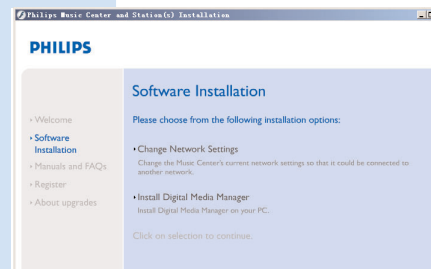 Philips Music Center and Station(s) Installation
PHILIPS
Software Installation
Welcome
Software
Installation
Manuals and FAQs
Register
About upgrades
Please choose from the following installation options:
Change Network Settings
Change the Music Center's current network settings so that it could be connected to
another network.
Install Digital Media Manager
Install Digital Media Manager on your PC.
Click on selection to continue.